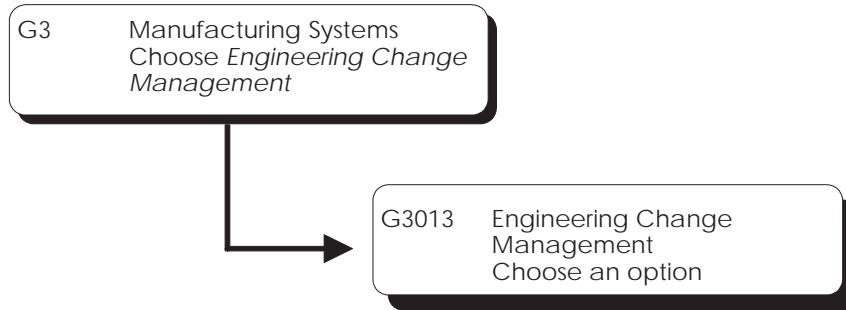 G3 Manufacturing Systems
Choose Engineering Change
Management
G3013 Engineering Change
Management
Choose an option